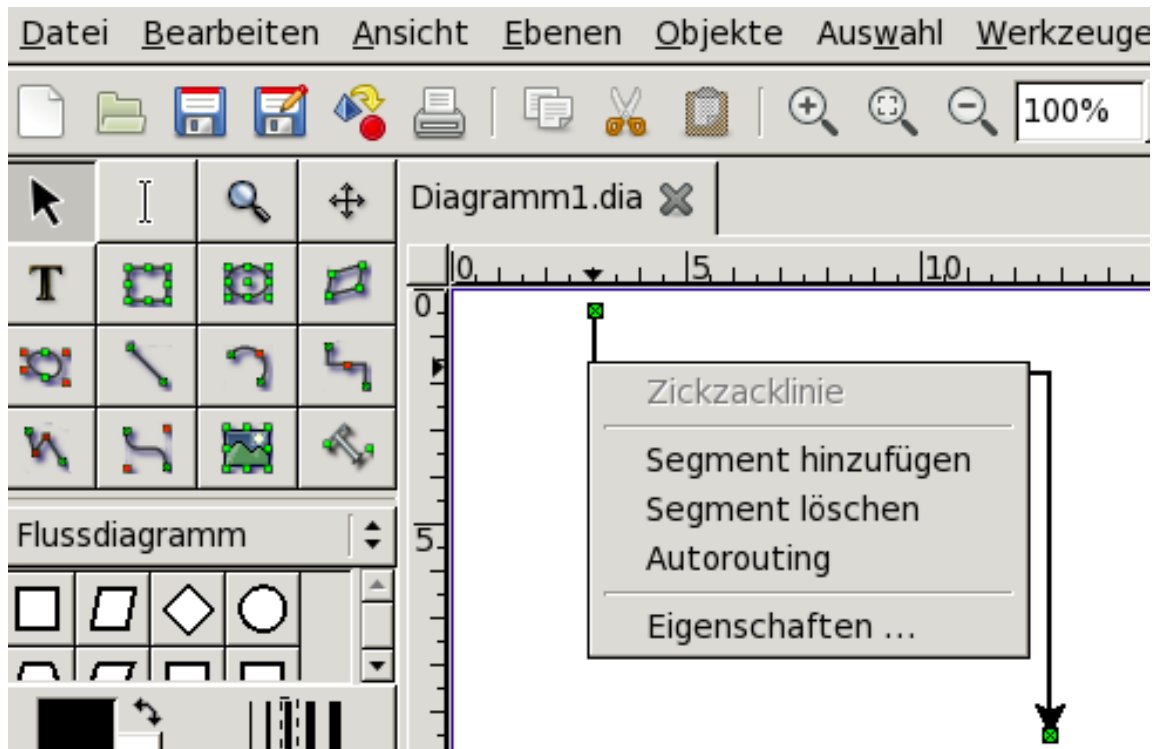 Datei Bearbeiten Ansicht Ebenen Objekte Auswahl Werkzeuge
100%
Diagramm1.dia
T
0 5 10
0
5
Zickzacklinie
Segment hinzufügen
Segment löschen
Autorouting
Eigenschaften ...
Flussdiagramm